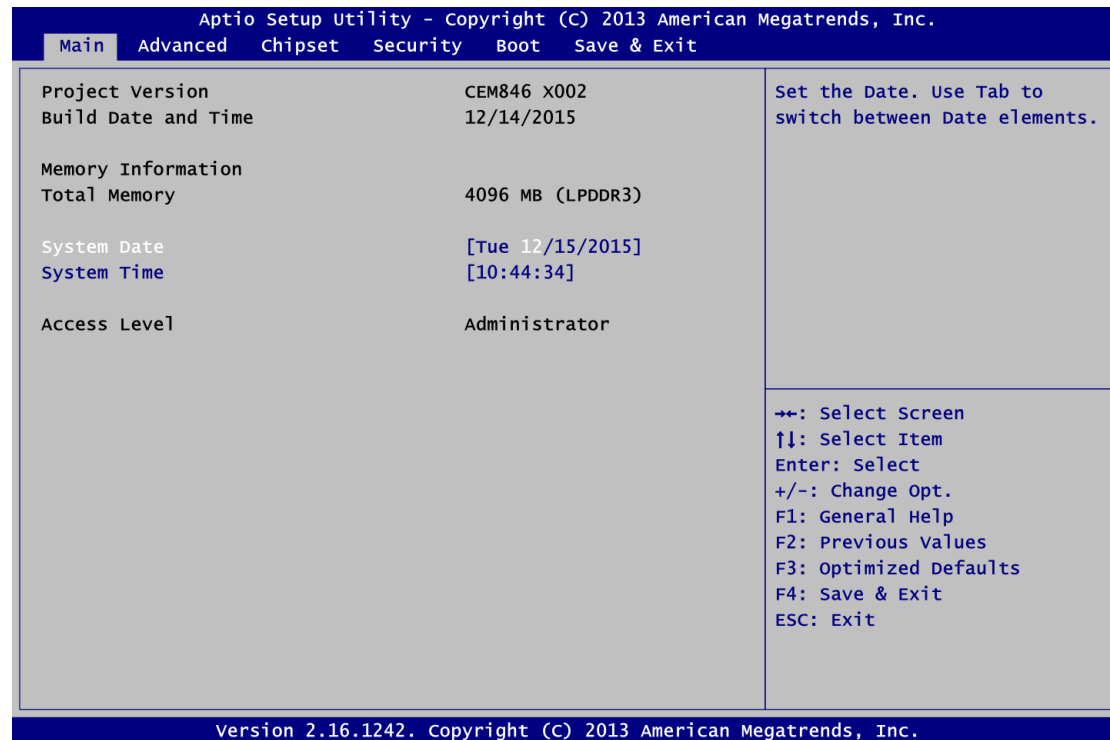 Aptio Setup Utility - Copyright (C) 2013 American Megatrends, Inc.
Main Advanced Chipset Security Boot Save & Exit
Project Version CEM846 X002
Build Date and Time 12/14/2015
Memory Information
Total Memory 4096 MB (LPDDR3)
System Date [Tue 12/15/2015]
System Time [10:44:34]
Access Level Administrator
Set the Date. Use Tab to
switch between Date elements.
→←: Select Screen
↑↓: Select Item
Enter: Select
+/-: Change Opt.
F1: General Help
F2: Previous Values
F3: Optimized Defaults
F4: Save & Exit
ESC: Exit
Version 2.16.1242. Copyright (C) 2013 American Megatrends, Inc.